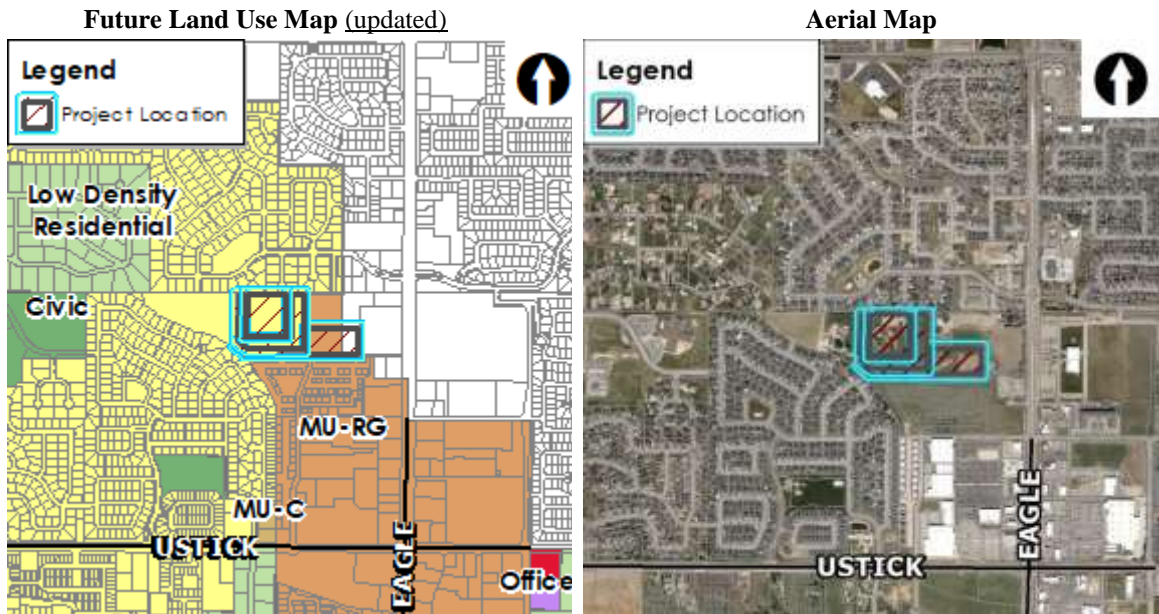 Future Land Use Map (updated)
Legend
Project Location
Low Density
Residential
Civic
MU-RG
MU-C
USTICK
EAGLE
Office
Aerial Map
Legend
Project Location
EAGLE
USTICK